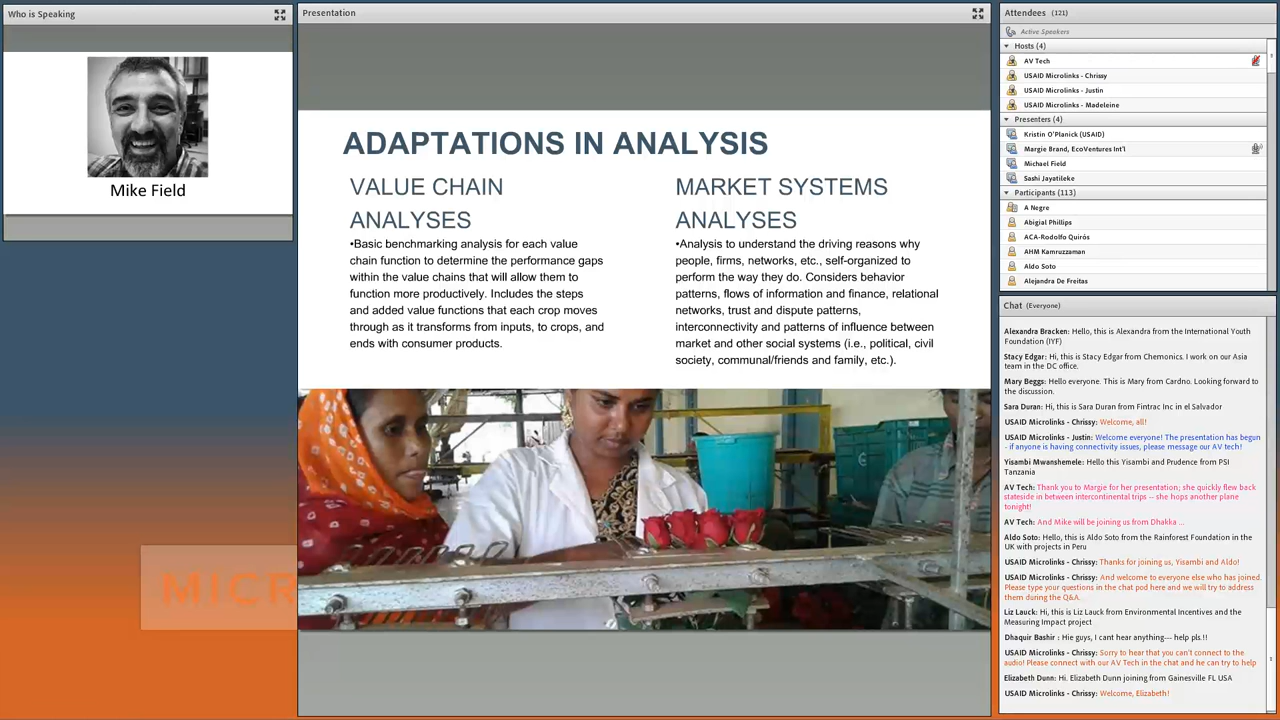 Who is Speaking
Mike Field
MICR
Presentation
ADAPTATIONS IN ANALYSIS
VALUE CHAIN
ANALYSES
•Basic benchmarking analysis for each value
chain function to determine the performance gaps
within the value chains that will allow them to
function more productively. Includes the steps
and added value functions that each crop moves
through as it transforms from inputs, to crops, and
ends with consumer products.
MARKET SYSTEMS
ANALYSES
•Analysis to understand the driving reasons why
people, firms, networks, etc., self-organized to
perform the way they do. Considers behavior
patterns, flows of information and finance, relational
networks, trust and dispute patterns,
interconnectivity and patterns of influence between
market and other social systems (i.e., political, civil
society, communal/friends and family, etc.).
Attendees (121)
Active Speakers
Hosts (4)
AV Tech
USAID Microlinks - Chrissy
USAID Microlinks - Justin
USAID Microlinks - Madeleine
Presenters (4)
Kristin O'Planick (USAID)
Margie Brand, EcoVentures Int'l
Michael Field
Sashi Jayatileke
Participants (113)
A Negre
Abigial Phillips
ACA-Rodolfo Quirós
AHM Kamruzzaman
Aldo Soto
Alejandra De Freitas
Chat (Everyone)
Alexandra Bracken: Hello, this is Alexandra from the International Youth
Foundation (IYF)
Stacy Edgar: Hi, this is Stacy Edgar from Chemonics. I work on our Asia
team in the DC office.
Mary Beggs: Hello everyone. This is Mary from Cardno. Looking forward to
the discussion.
Sara Duran: Hi, this is Sara Duran from Fintrac Inc in el Salvador
USAID Microlinks - Chrissy: Welcome, all!
USAID Microlinks - Justin: Welcome everyone! The presentation has begun
- if anyone is having connectivity issues, please message our AV tech!
Yisambi Mwanshemele: Hello this Yisambi and Prudence from PSI
Tanzania
AV Tech: Thank you to Margie for her presentation; she quickly flew back
stateside in between intercontinental trips -- she hops another plane
tonight!
AV Tech: And Mike will be joining us from Dhakka ...
Aldo Soto: Hello, this is Aldo Soto from the Rainforest Foundation in the
UK with projects in Peru
USAID Microlinks - Chrissy: Thanks for joining us, Yisambi and Aldo!
USAID Microlinks - Chrissy: And welcome to everyone else who has joined.
Please type your questions in the chat pod here and we will try to address
them during the Q&A.
Liz Lauck: Hi, this is Liz Lauck from Environmental Incentives and the
Measuring Impact project
Dhaquir Bashir : Hie guys, I cant hear anything--- help pls.!!
USAID Microlinks - Chrissy: Sorry to hear that you can't connect to the
audio! Please connect with our AV Tech in the chat and he can try to help
Elizabeth Dunn: Hi. Elizabeth Dunn joining from Gainesville FL USA
USAID Microlinks - Chrissy: Welcome, Elizabeth!